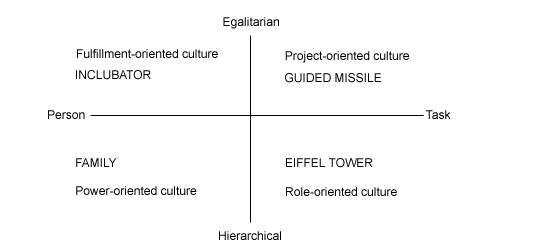 Egalitarian
Fulfillment-oriented culture
INCUBATOR
Project-oriented culture
GUIDED MISSILE
Person
Task
FAMILY
Power-oriented culture
EIFFEL TOWER
Role-oriented culture
Hierarchical